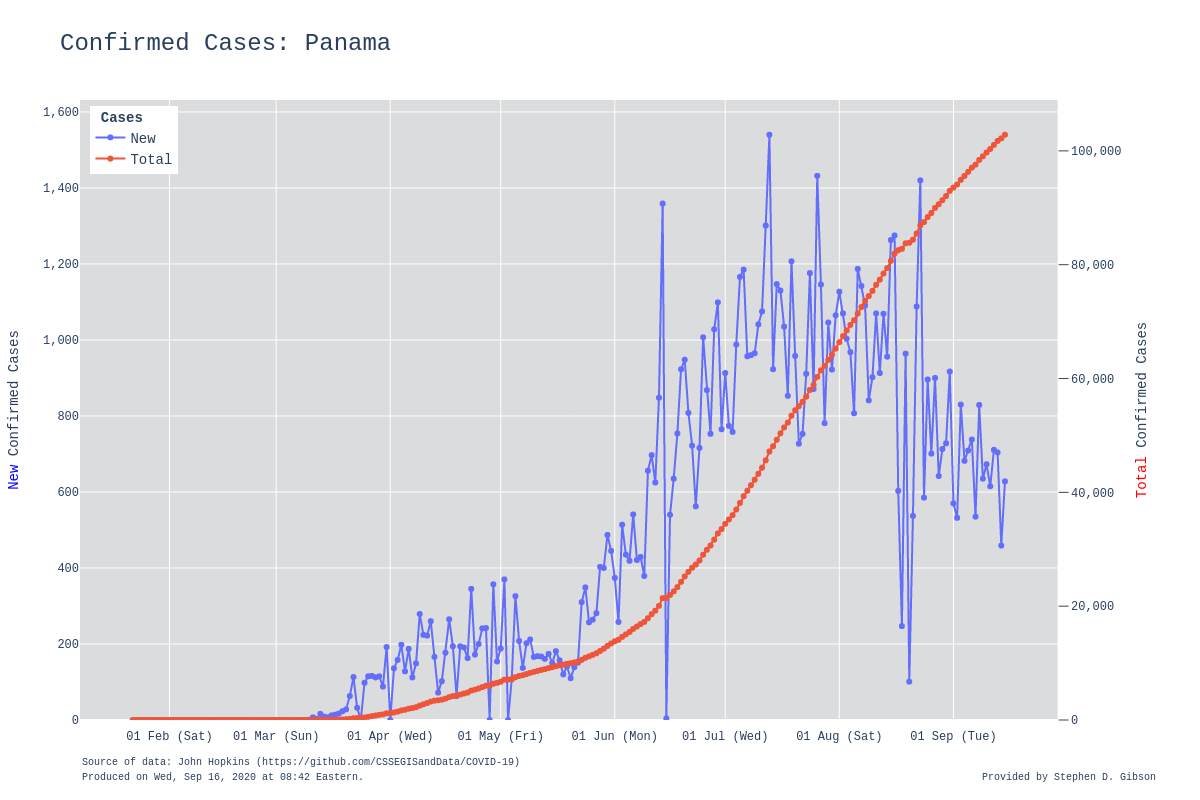 Confirmed Cases: Panama
Cases
New
Total
1,600
1,400
1,200
1,000
800
600
400
200
0
100,000
80,000
60,000
40,000
20,000
0
New Confirmed Cases
Total Confirmed Cases
01 Feb (Sat) 01 Mar (Sun) 01 Apr (Wed) 01 May (Fri) 01 Jun (Mon) 01 Jul (Wed) 01 Aug (Sat) 01 Sep (Tue)
Source of data: John Hopkins (https://github.com/CSSEGISandData/COVID-19)
Produced on Wed, Sep 16, 2020 at 08:42 Eastern.
Provided by Stephen D. Gibson